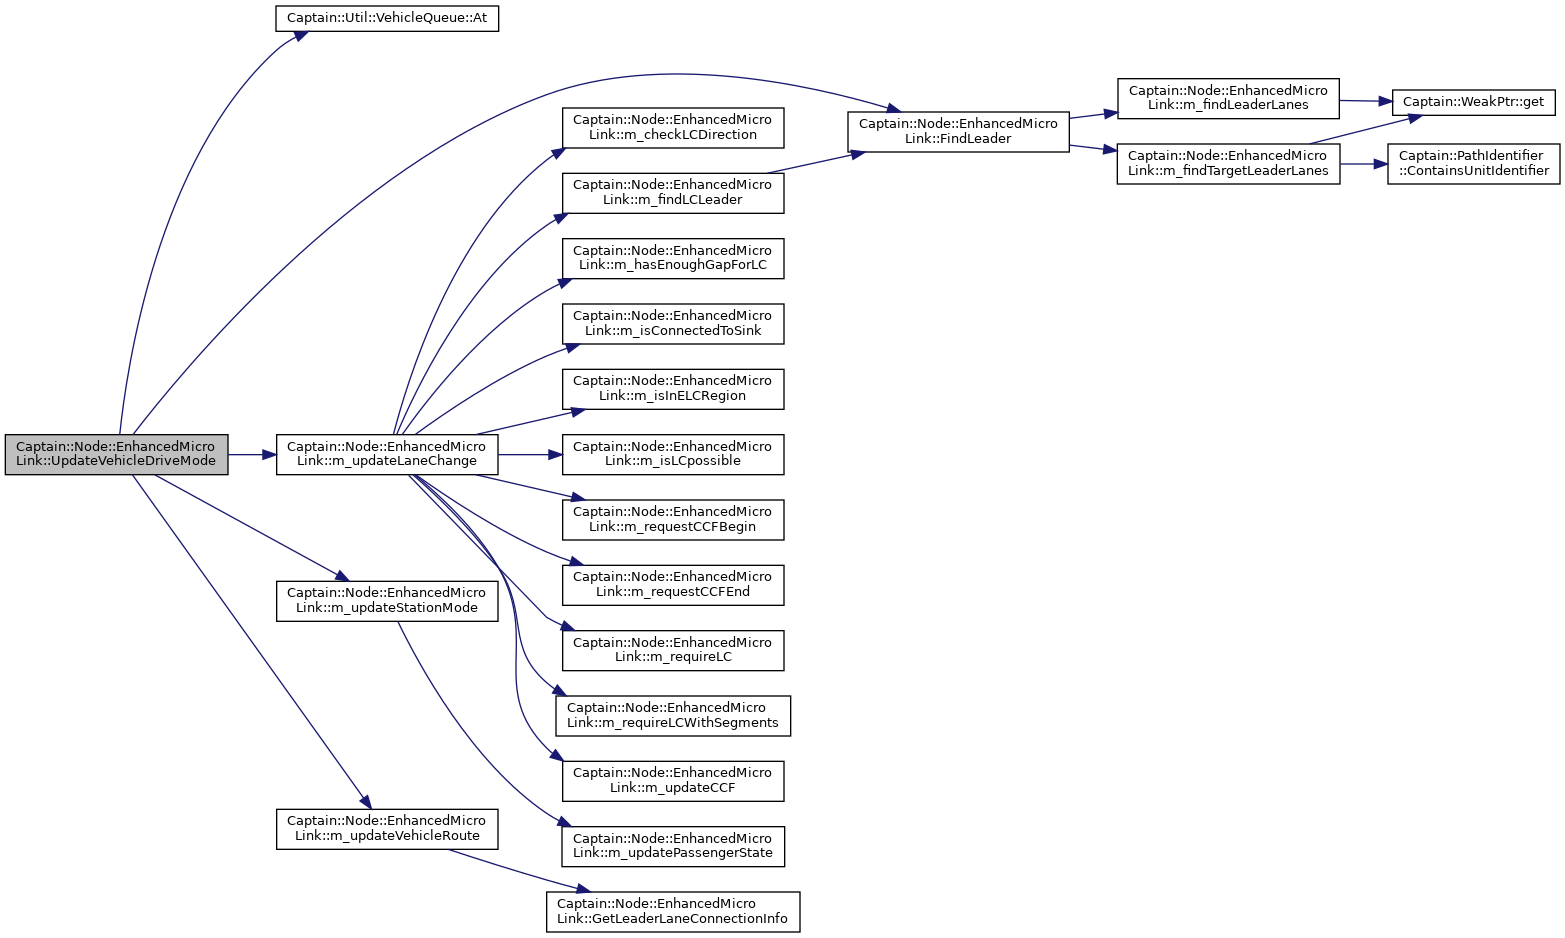 Captain::Util::VehicleQueue::At
Captain::Node::EnhancedMicro
Link::m_findLeaderLanes
Captain::WeakPtr::get
Captain::Node::EnhancedMicro
Link::m_checkLCDirection
Captain::Node::EnhancedMicro
Link::FindLeader
Captain::Node::EnhancedMicro
Link::m_findTargetLeaderLanes
Captain::PathIdentifier
::ContainsUnitIdentifier
Captain::Node::EnhancedMicro
Link::m_findLCLeader
Captain::Node::EnhancedMicro
Link::m_hasEnoughGapForLC
Captain::Node::EnhancedMicro
Link::m_isConnectedToSink
Captain::Node::EnhancedMicro
Link::m_isInELCRegion
Captain::Node::EnhancedMicro
Link::UpdateVehicleDriveMode
Captain::Node::EnhancedMicro
Link::m_updateLaneChange
Captain::Node::EnhancedMicro
Link::m_isLCpossible
Captain::Node::EnhancedMicro
Link::m_requestCCFBegin
Captain::Node::EnhancedMicro
Link::m_requestCCFEnd
Captain::Node::EnhancedMicro
Link::m_updateStationMode
Captain::Node::EnhancedMicro
Link::m_requireLC
Captain::Node::EnhancedMicro
Link::m_requireLCWithSegments
Captain::Node::EnhancedMicro
Link::m_updateCCF
Captain::Node::EnhancedMicro
Link::m_updateVehicleRoute
Captain::Node::EnhancedMicro
Link::m_updatePassengerState
Captain::Node::EnhancedMicro
Link::GetLeaderLaneConnectionInfo